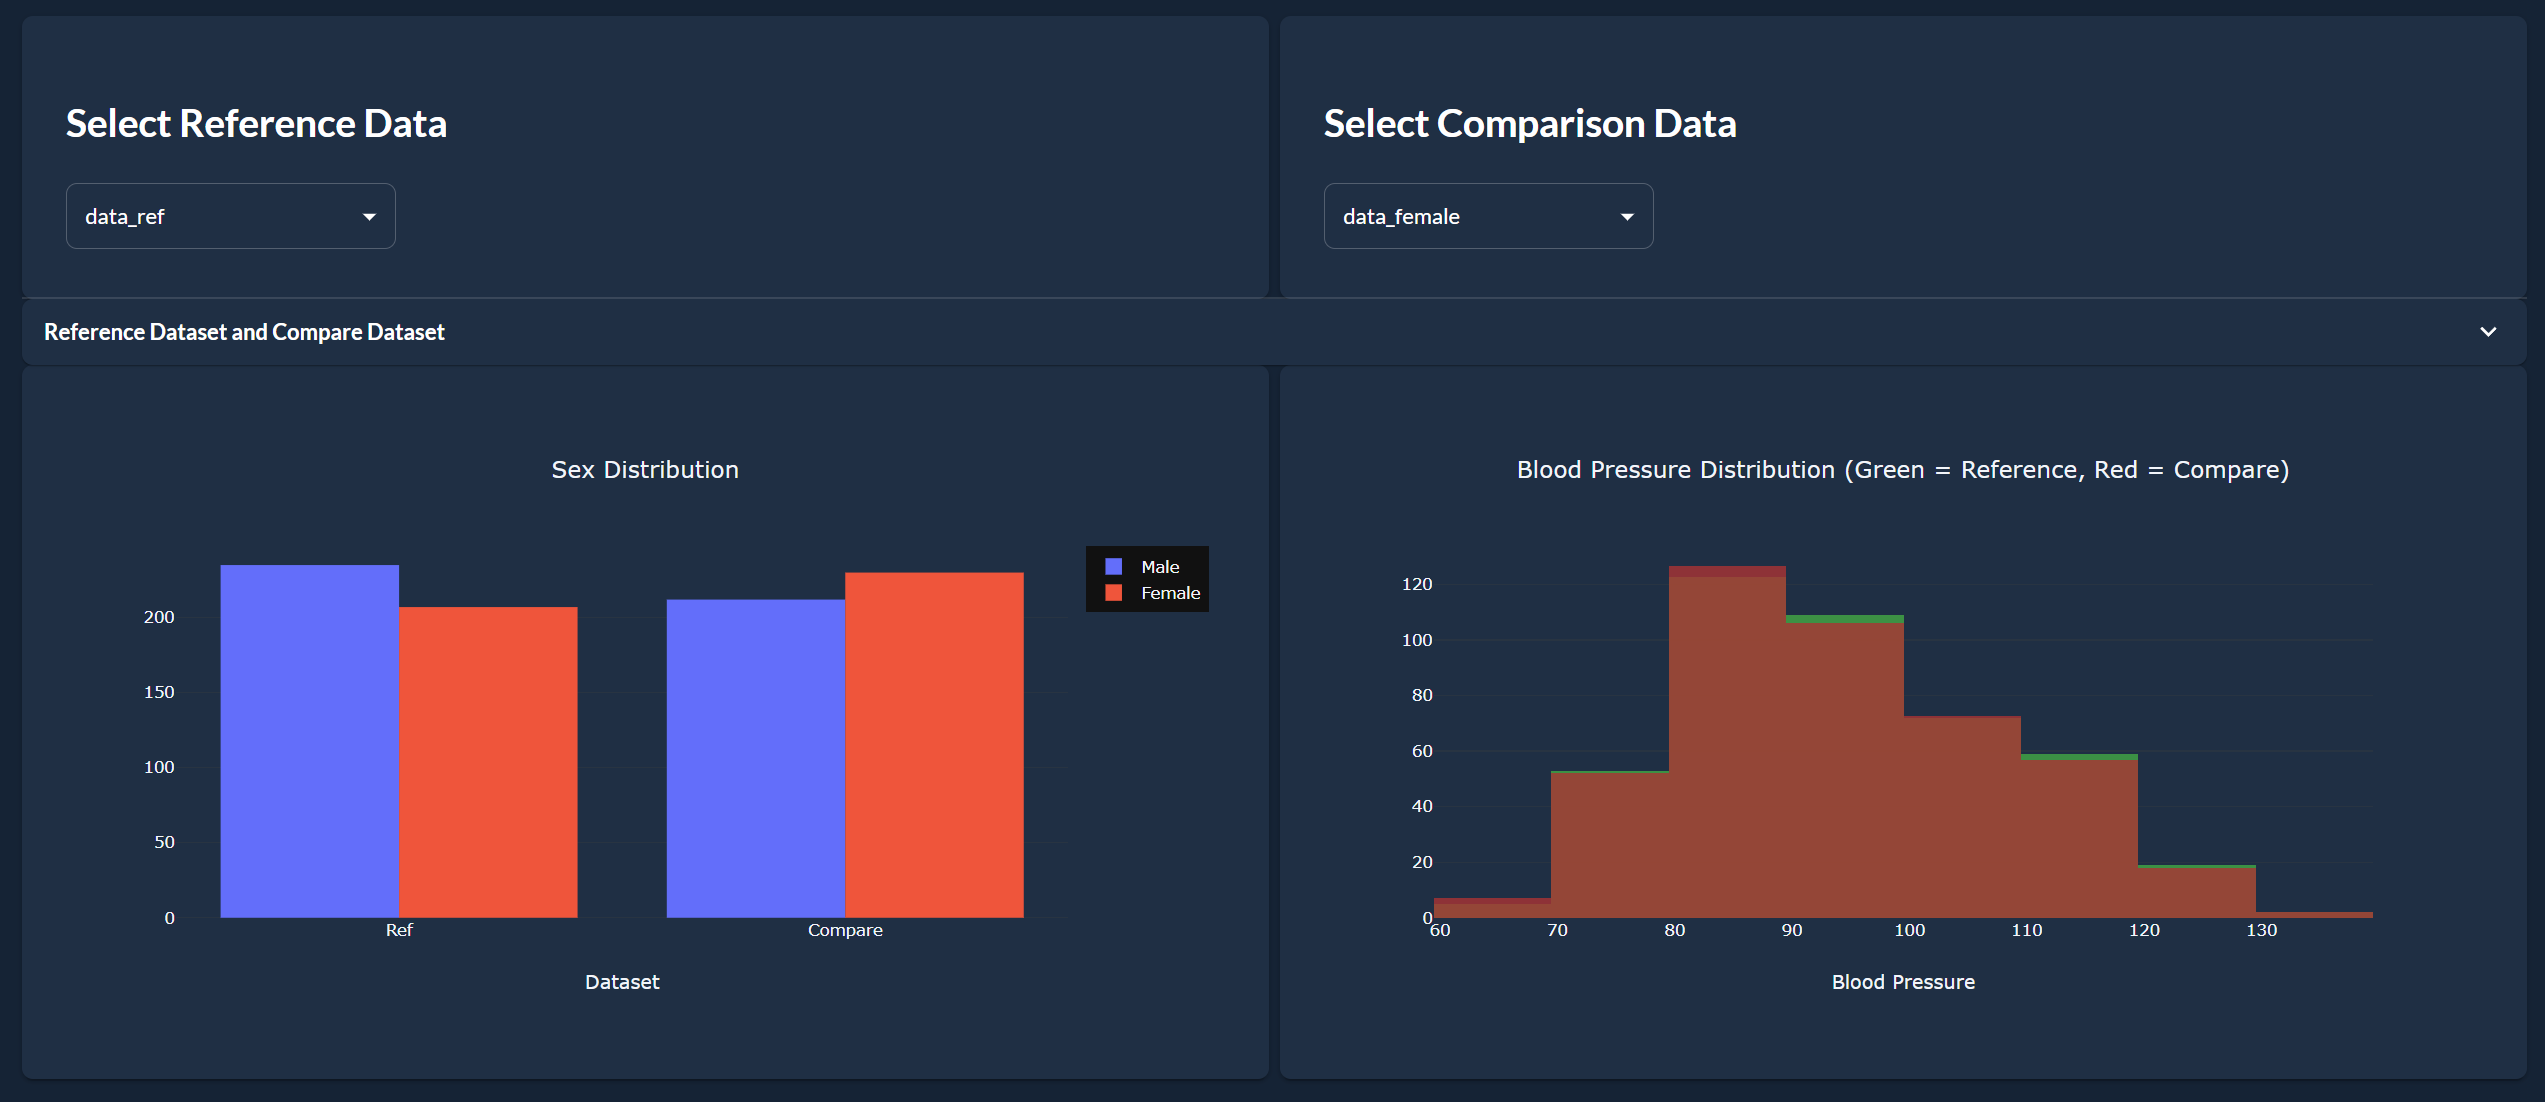 Select Reference Data
data_ref
Select Comparison Data
data_female
Reference Dataset and Compare Dataset
Sex Distribution
Male
Female
200
150
100
50
0
Ref
Compare
Dataset
Blood Pressure Distribution (Green = Reference, Red = Compare)
120
100
80
60
40
20
0
60
70
80
90
100
110
120
130
Blood Pressure